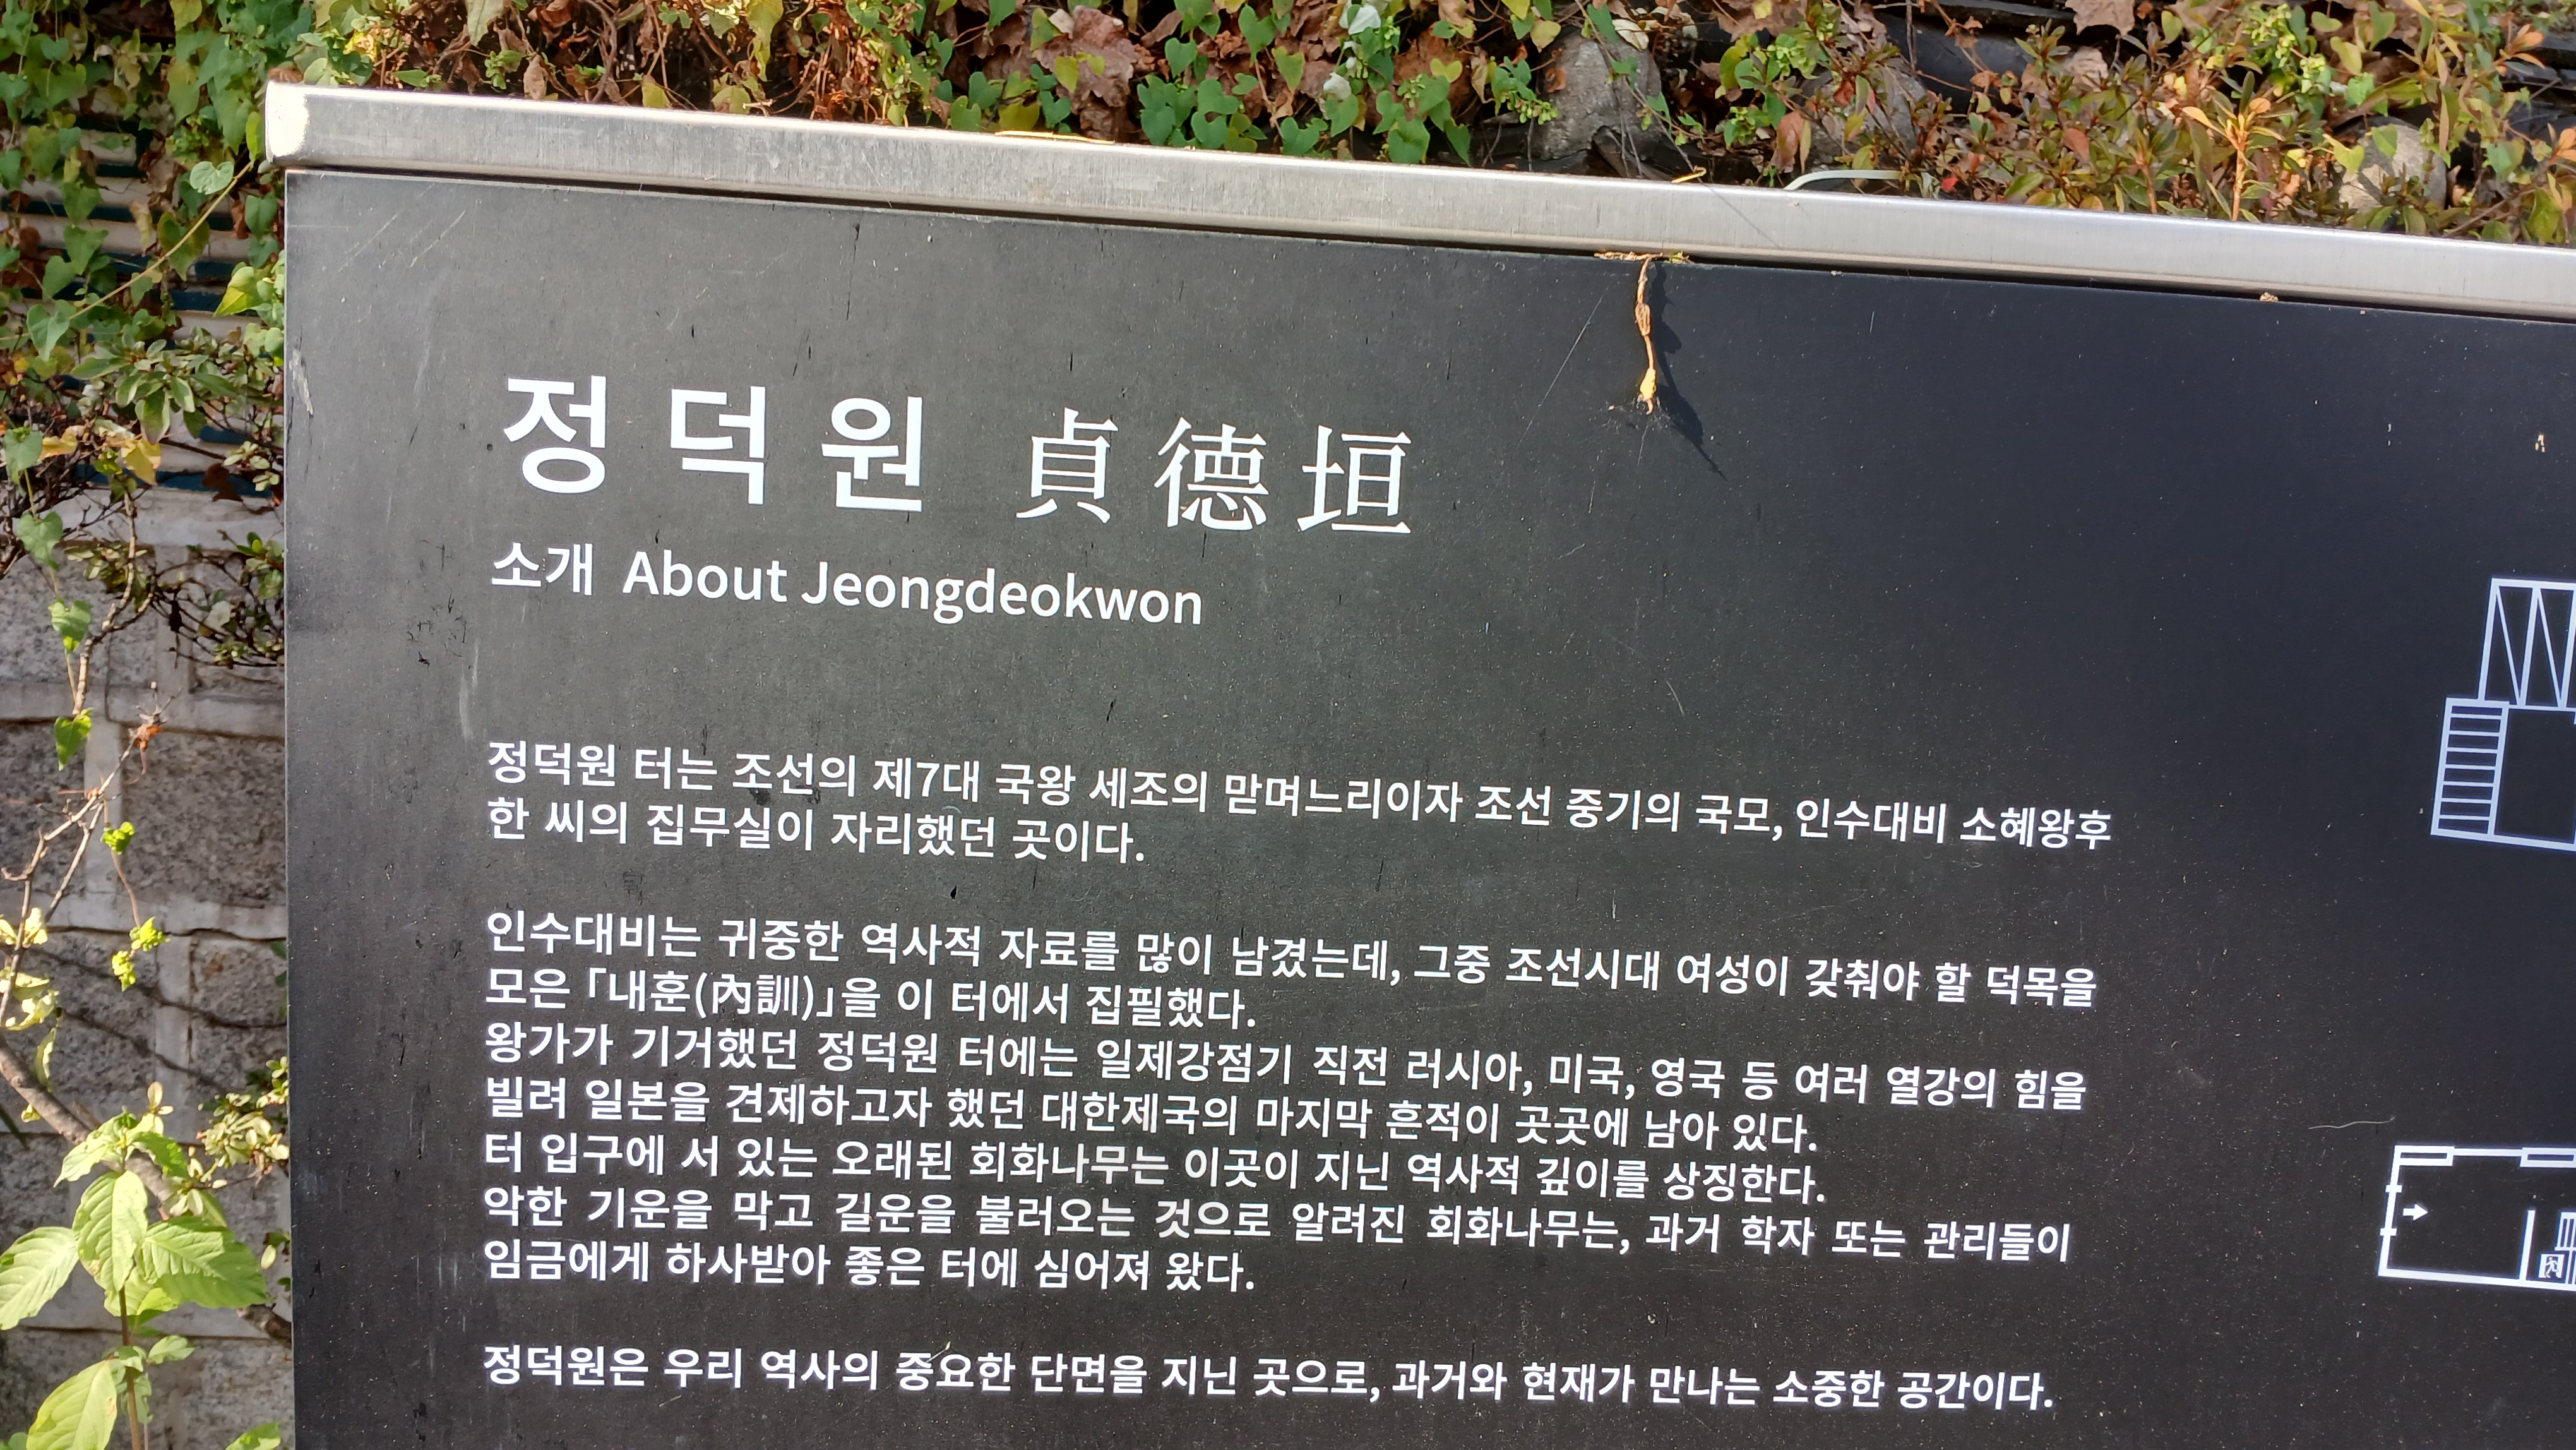 정덕원 貞德垣
소개 About Jeongdeokwon
정덕원 터는 조선의 제7대 국왕 세조의 맏며느리이자 조선 중기의 국모, 인수대비 소혜왕후
한 씨의 집무실이 자리했던 곳이다.
인수대비는 귀중한 역사적 자료를 많이 남겼는데, 그중 조선시대 여성이 갖춰야 할 덕목을
모은 「내훈(內訓)」을 이 터에서 집필했다.
왕가가 기거했던 정덕원 터에는 일제강점기 직전 러시아, 미국, 영국 등 여러 열강의 힘을
빌려 일본을 견제하고자 했던 대한제국의 마지막 흔적이 곳곳에 남아 있다.
터 입구에 서 있는 오래된 회화나무는 이곳이 지닌 역사적 깊이를 상징한다.
악한 기운을 막고 길운을 불러오는 것으로 알려진 회화나무는, 과거 학자 또는 관리들이
임금에게 하사받아 좋은 터에 심어져 왔다.
정덕원은 우리 역사의 중요한 단면을 지닌 곳으로, 과거와 현재가 만나는 소중한 공간이다.